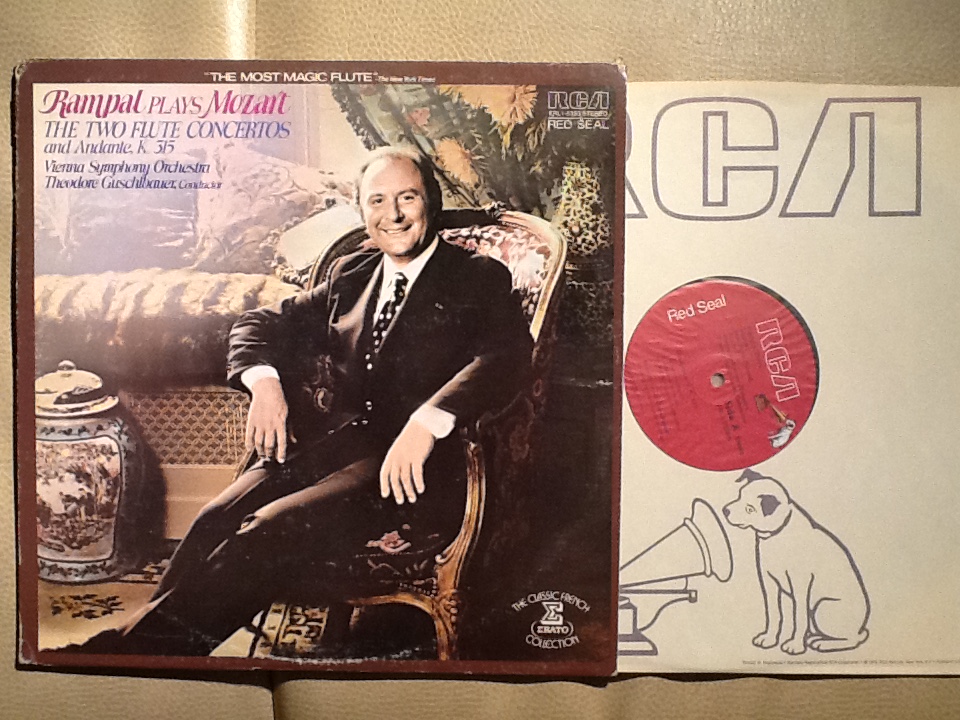 "THE MOST MAGIC FLUTE" -The New York Times
Rampal PLAYS Mozart
THE TWO FLUTE CONCERTOS
and Andante, K. 315
Vienna Symphony Orchestra
Theodore Guschlbauer, Conductor
RCA
STEREO
RED SEAL
THE CLASSIC FRENCH
ERATO
COLLECTION
RCA
Red Seal
RCA